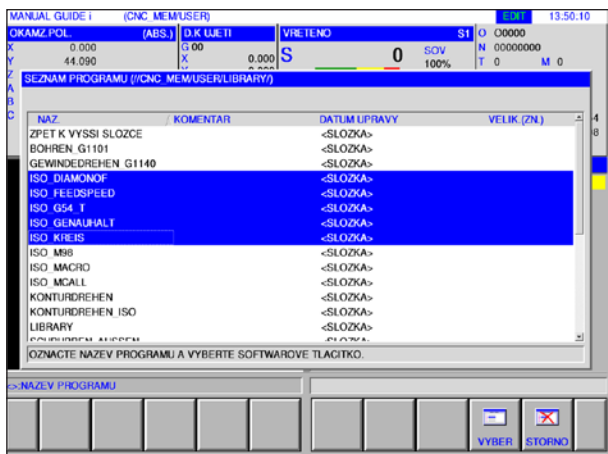 MANUAL GUIDE i (CNC_MEM/USER) EDIT 13:50:10
OKAMZ.POL. (ABS.) D.K UJETI VRETENO S1 O O0000
X 0.000 G 00 N 00000000
Y 44.090 X 0.000 S 0 SOV 100% T 0 M 0
Z
A
B
C
SEZNAM PROGRAMU (//CNC_MEM/USER/LIBRARY/)
NAZ. KOMENTAR DATUM UPRAVY VELIK.(ZN.)
ZPET K VYSSI SLOZCE <SLOZKA>
BOHREN_G1101 <SLOZKA>
GEWINDEDREHEN_G1140 <SLOZKA>
ISO_DIAMONOF <SLOZKA>
ISO_FEEDSPEED <SLOZKA>
ISO_G54_T <SLOZKA>
ISO_GENAUHALT <SLOZKA>
ISO_KREIS <SLOZKA>
ISO_M98 <SLOZKA>
ISO_MACRO <SLOZKA>
ISO_MCALL <SLOZKA>
KONTURDREHEN <SLOZKA>
KONTURDREHEN_ISO <SLOZKA>
LIBRARY <SLOZKA>
OZNACTE NAZEV PROGRAMU A VYBERTE SOFTWAROVE TLACITKO.
<>:NAZEV PROGRAMU
VYBER STORNO